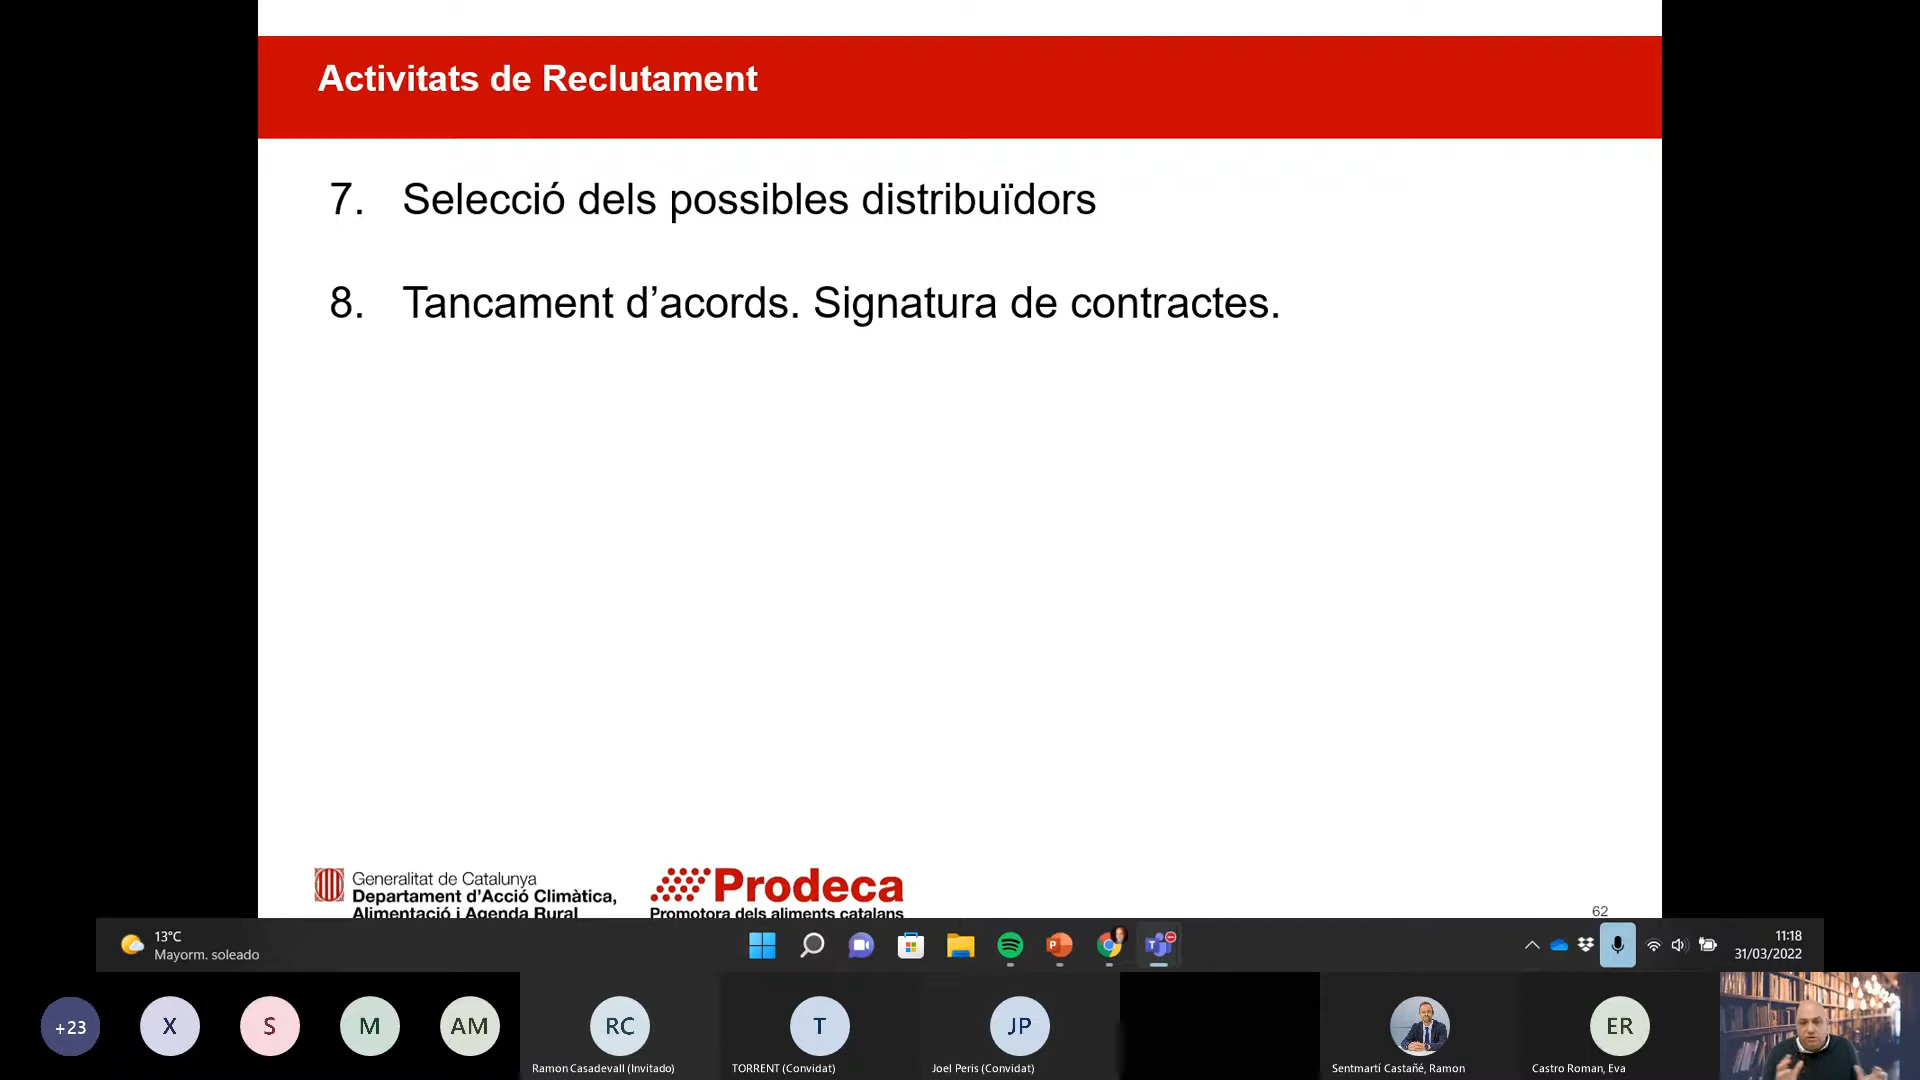 Activitats de Reclutament
7. Selecció dels possibles distribuïdors
8. Tancament d’acords. Signatura de contractes.
Generalitat de Catalunya
Departament d’Acció Climàtica,
Alimentació i Agenda Rural
Prodeca
Promotora dels aliments catalans
62
13°C
Mayorm. soleado
11:18
31/03/2022
+23
X
S
M
AM
RC
T
JP
ER
Ramon Casadevall (Invitado)
TORRENT (Convidat)
Joel Peris (Convidat)
Sentmartí Castañé, Ramon
Castro Roman, Eva